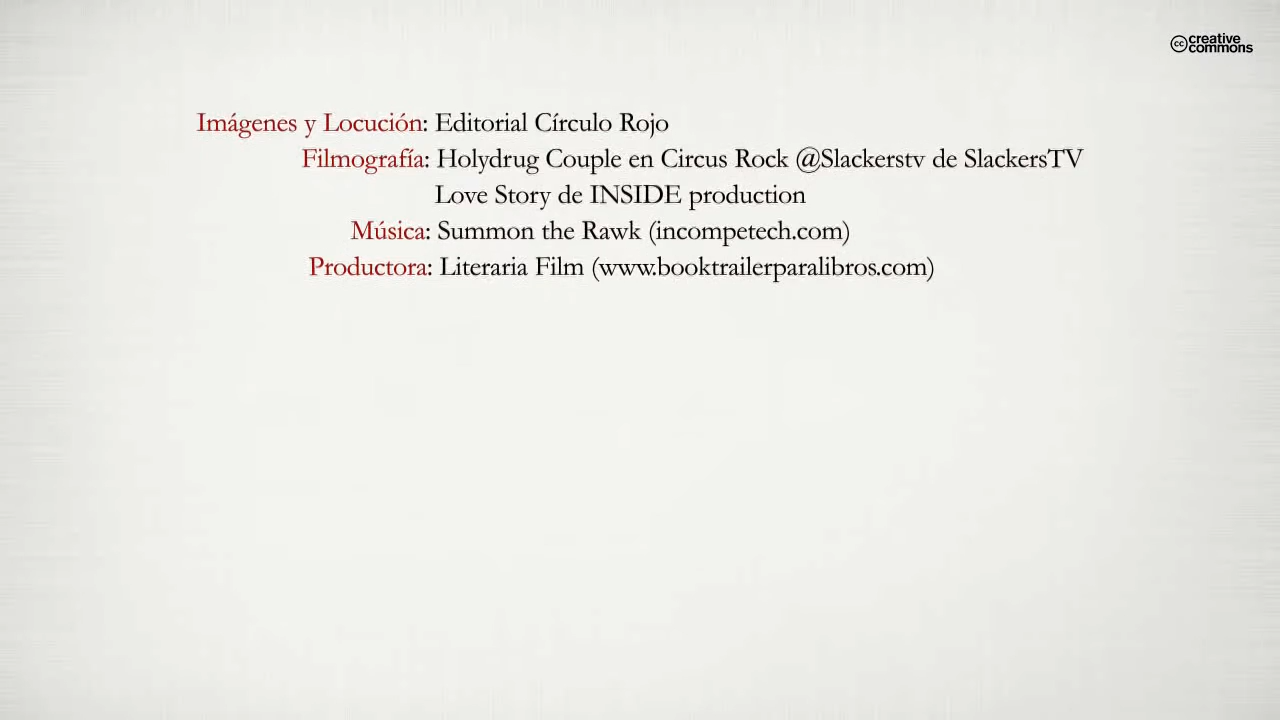 cc creative
commons
Imágenes y Locución: Editorial Círculo Rojo
Filmografía: Holydrug Couple en Circus Rock @Slackerstv de SlackersTV
Love Story de INSIDE production
Música: Summon the Rawk (incompetech.com)
Productora: Literaria Film (www.booktrailerparalibros.com)